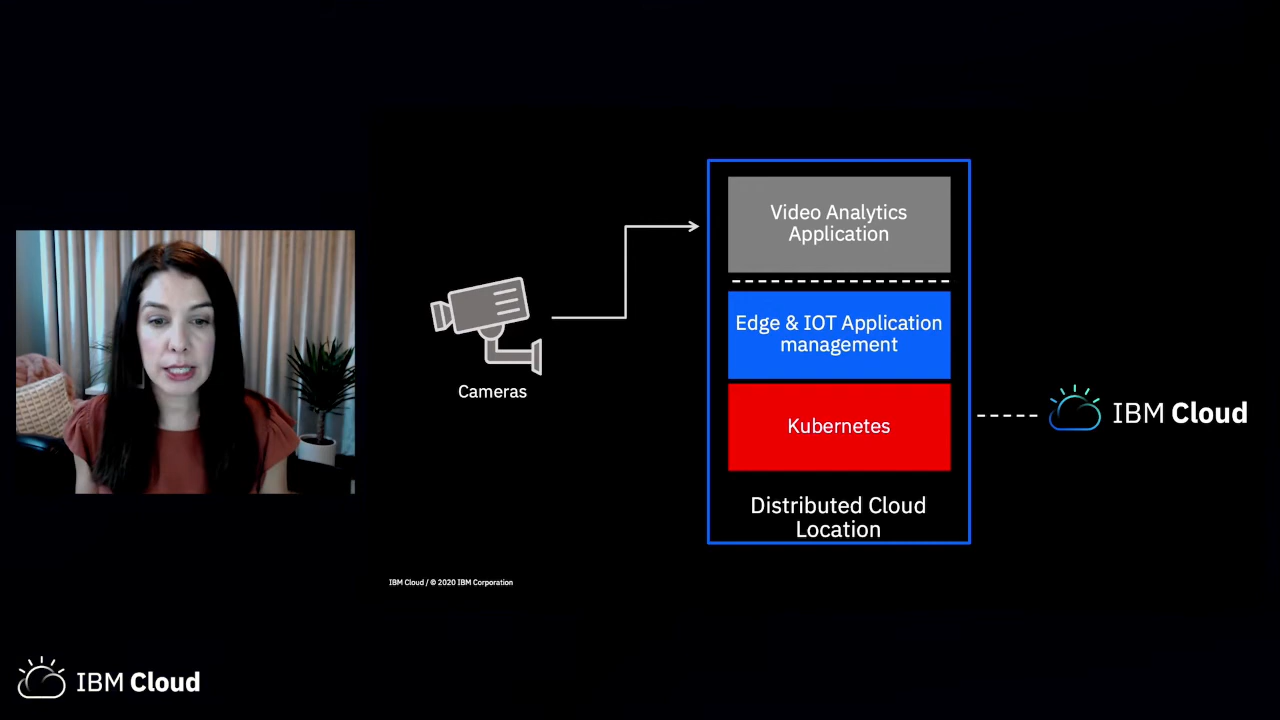 Video Analytics
Application
Edge & IOT Application
management
Cameras
Kubernetes
IBM Cloud
Distributed Cloud
Location
IBM Cloud / © 2020 IBM Corporation
IBM Cloud